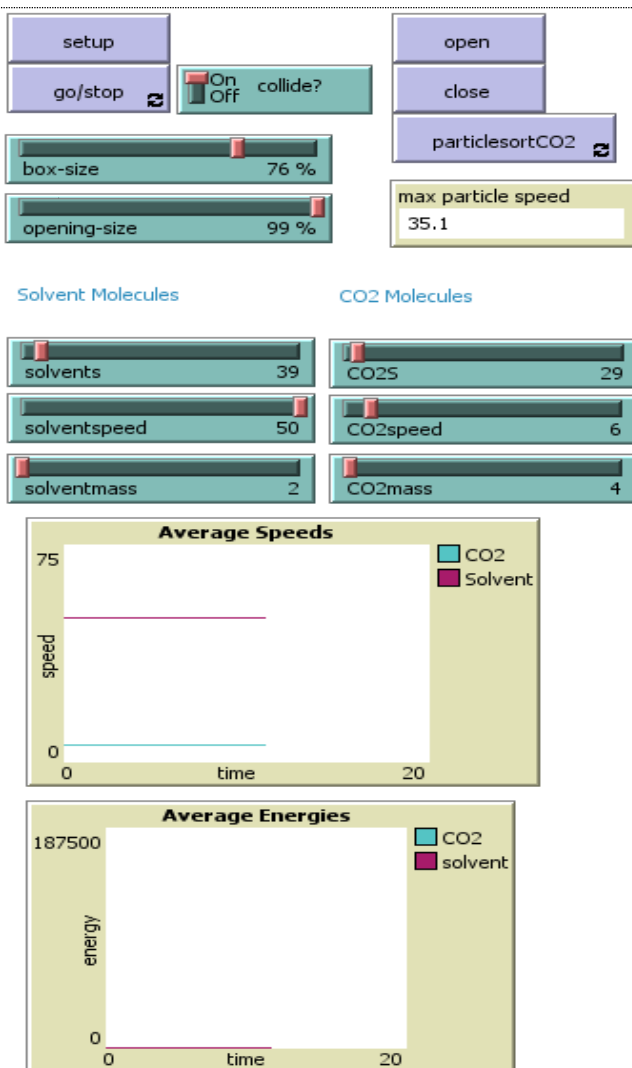 setup
open
go/stop
On
Off
collide?
close
particlesortCO2
box-size 76 %
max particle speed
35.1
opening-size 99 %
Solvent Molecules
CO2 Molecules
solvents 39
CO2S 29
solventspeed 50
CO2speed 6
solventmass 2
CO2mass 4
Average Speeds
75
speed
0
0 time 20
CO2
Solvent
Average Energies
187500
energy
0
0 time 20
CO2
solvent